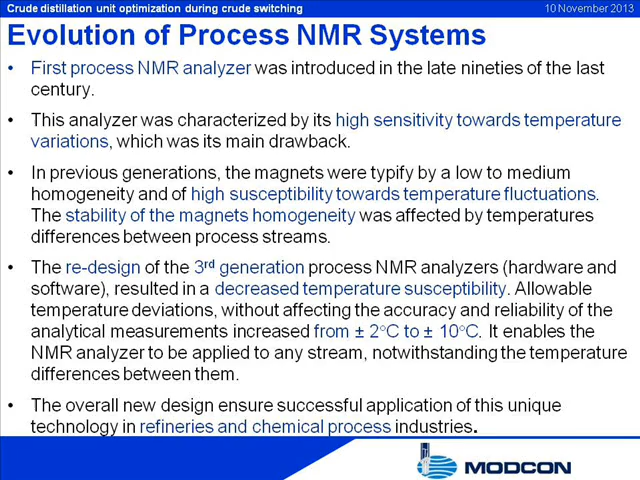 Crude distillation unit optimization during crude switching 10 November 2013
Evolution of Process NMR Systems
• First process NMR analyzer was introduced in the late nineties of the last
century.
• This analyzer was characterized by its high sensitivity towards temperature
variations, which was its main drawback.
• In previous generations, the magnets were typify by a low to medium
homogeneity and of high susceptibility towards temperature fluctuations.
The stability of the magnets homogeneity was affected by temperatures
differences between process streams.
• The re-design of the 3rd generation process NMR analyzers (hardware and
software), resulted in a decreased temperature susceptibility. Allowable
temperature deviations, without affecting the accuracy and reliability of the
analytical measurements increased from ± 2°C to ± 10°C. It enables the
NMR analyzer to be applied to any stream, notwithstanding the temperature
differences between them.
• The overall new design ensure successful application of this unique
technology in refineries and chemical process industries.
MODCON